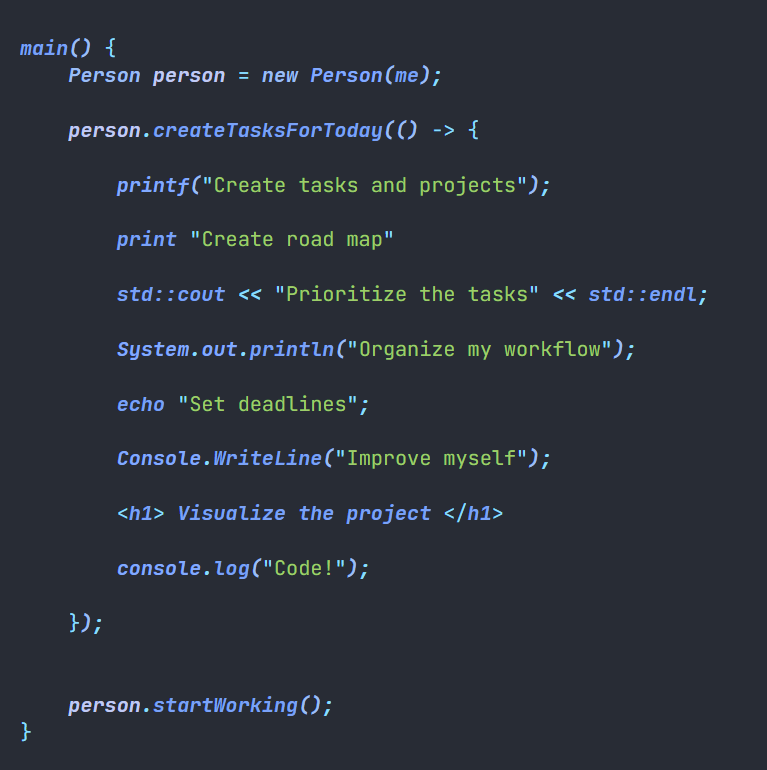 main() {
Person person = new Person(me);
person.createTasksForToday(() -> {
printf("Create tasks and projects");
print "Create road map"
std::cout << "Prioritize the tasks" << std::endl;
System.out.println("Organize my workflow");
echo "Set deadlines";
Console.WriteLine("Improve myself");
<h1> Visualize the project </h1>
console.log("Code!");
});
person.startWorking();
}